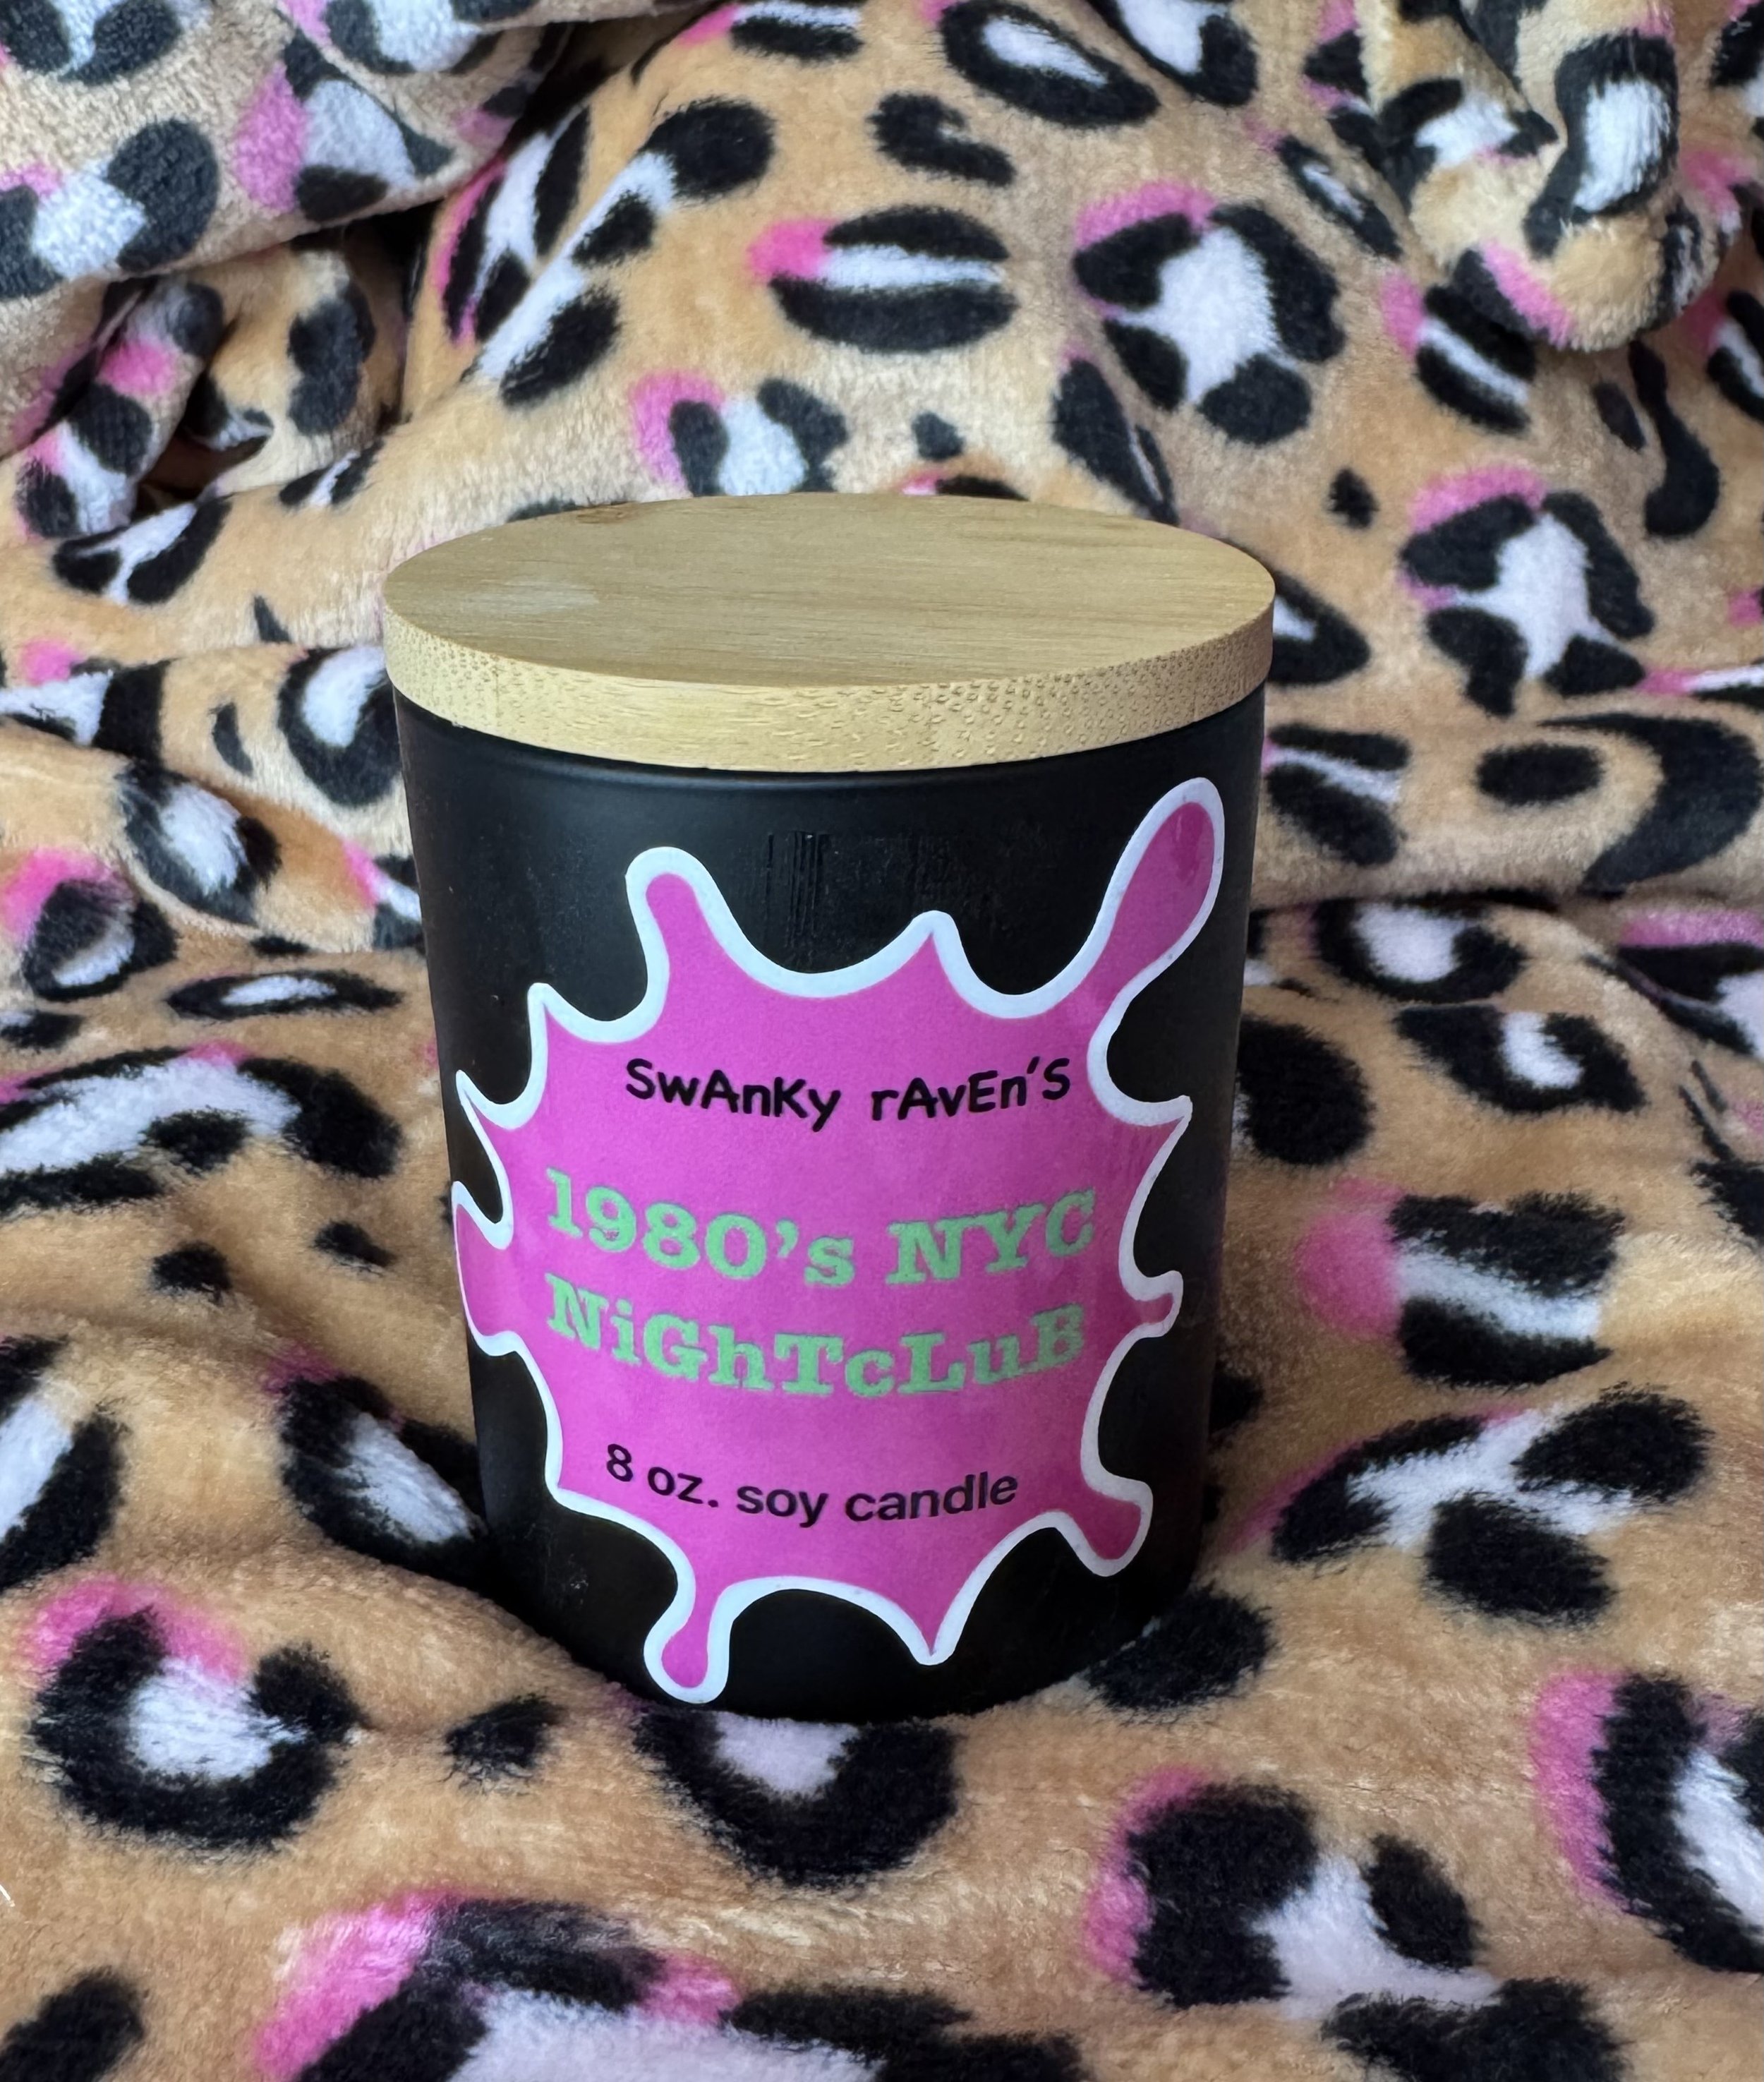 SwAnKy rAvEn'S
1980's NYC
NiGhTcLuB
8 oz. soy candle